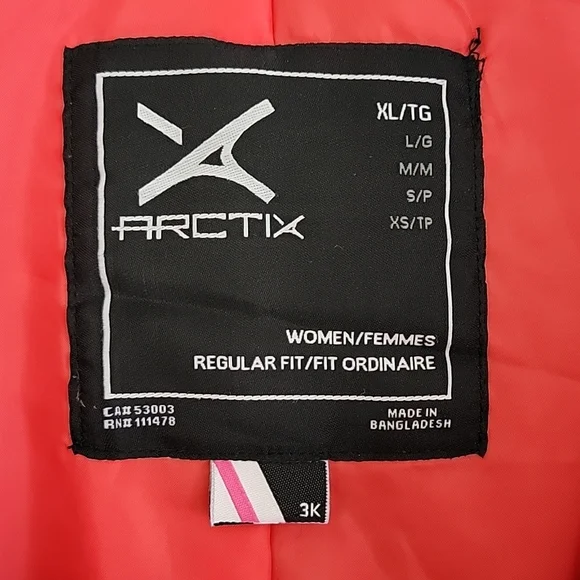 XL/TG
L/G
M/M
S/P
XS/TP
ARCTIX
WOMEN/FEMMES
REGULAR FIT/FIT ORDINAIRE
CA# 53003
RN# 111478
MADE IN
BANGLADESH
3K